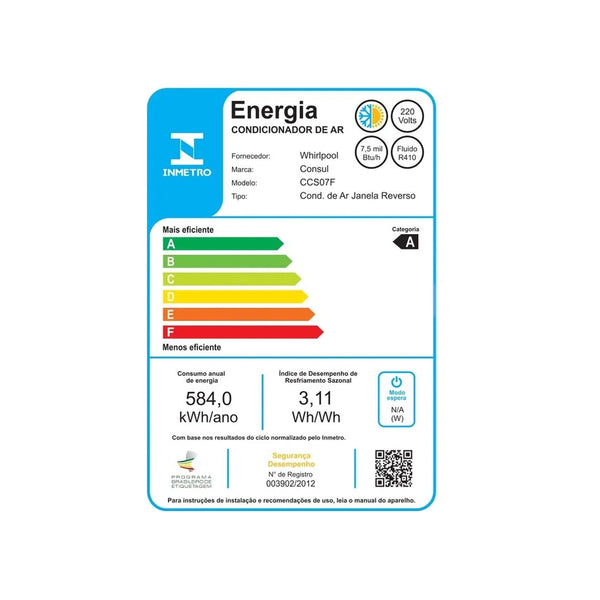 INMETRO
Energia
CONDICIONADOR DE AR
220
Volts
7,5 mil
Btu/h
Fluido
R410
Fornecedor: Whirlpool
Marca: Consul
Modelo: CCS07F
Tipo: Cond. de Ar Janela Reverso
Mais eficiente
Categoria
A
A
B
C
D
E
F
Menos eficiente
Consumo anual
de energia
584,0
kWh/ano
Índice de Desempenho de
Resfriamento Sazonal
3,11
Wh/Wh
Modo
espera
N/A
(W)
Com base nos resultados do ciclo normalizado pelo Inmetro.
PROGRAMA
BRASILEIRO DE
ETIQUETAGEM
Segurança
Desempenho
N° de Registro
003902/2012
Para instruções de instalação e recomendações de uso, leia o manual do aparelho.